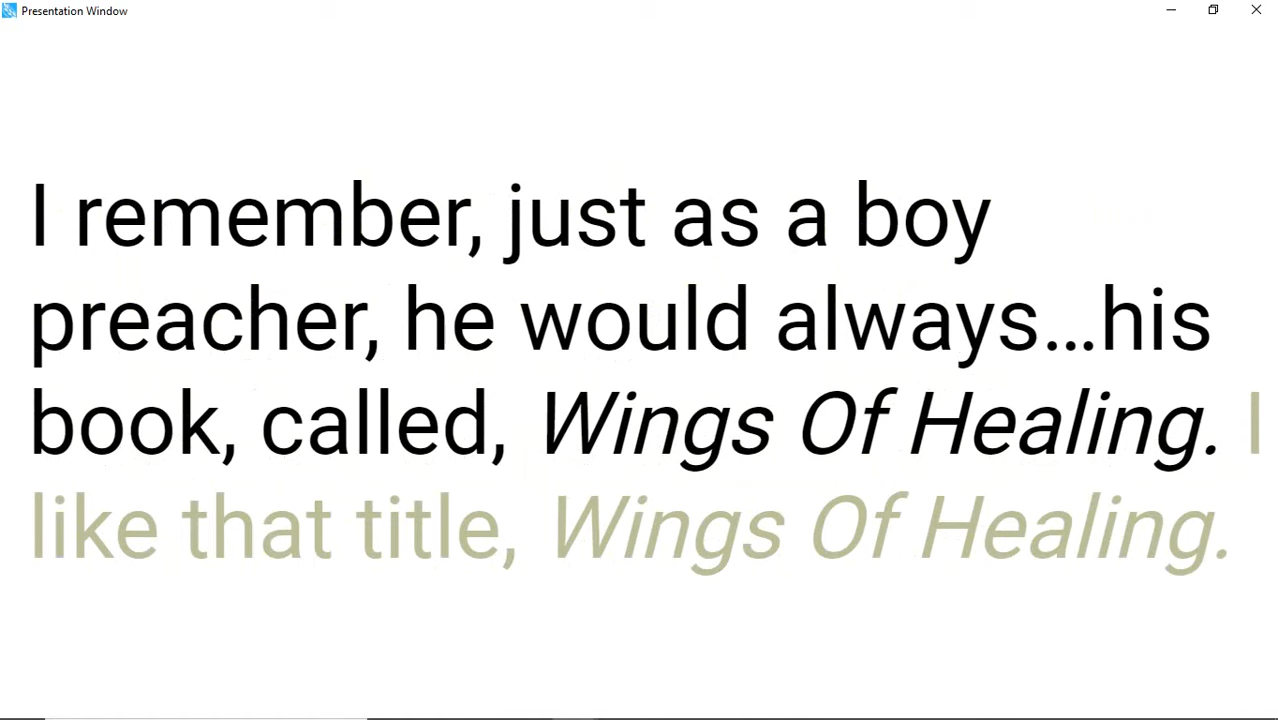 Presentation Window
I remember, just as a boy
preacher, he would always...his
book, called, Wings Of Healing. I
like that title, Wings Of Healing.